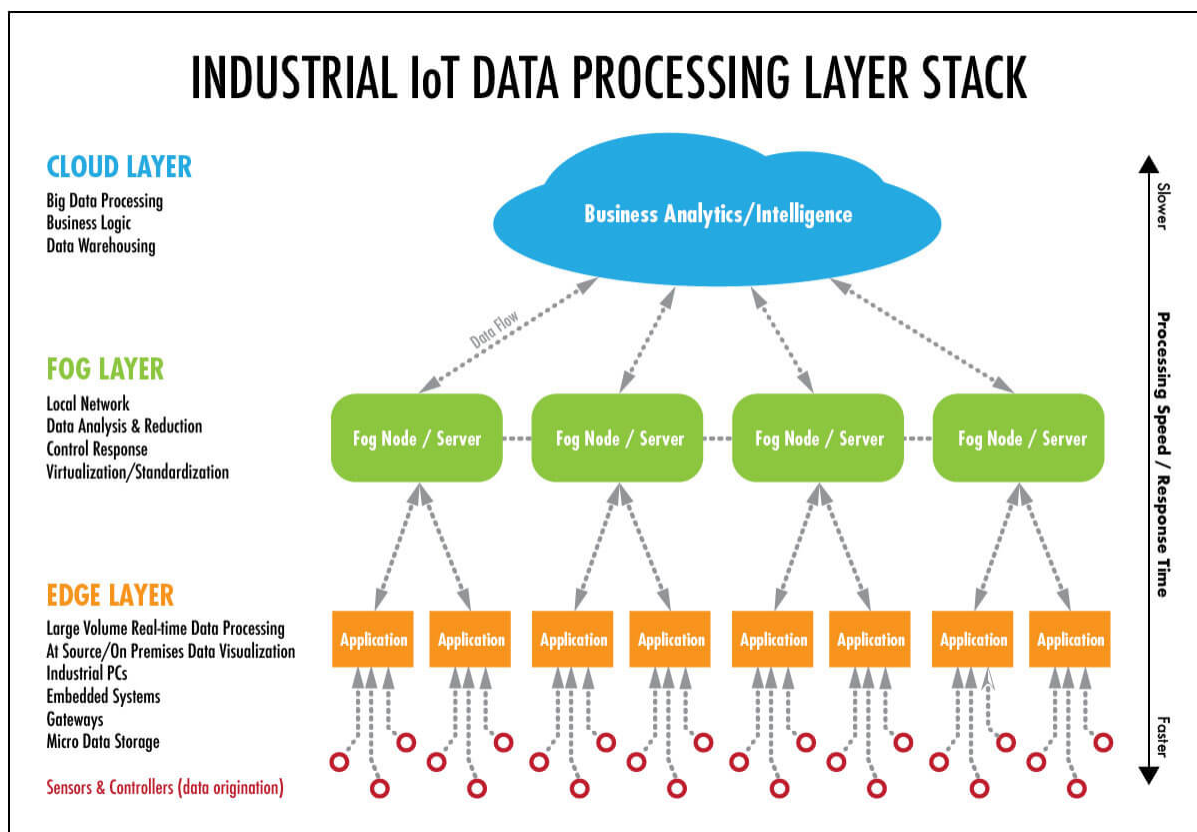 INDUSTRIAL IoT DATA PROCESSING LAYER STACK
CLOUD LAYER
Big Data Processing
Business Logic
Data Warehousing
Business Analytics/Intelligence
Slower
Data Flow
Processing Speed / Response Time
FOG LAYER
Local Network
Data Analysis & Reduction
Control Response
Virtualization/Standardization
Fog Node / Server
Fog Node / Server
Fog Node / Server
Fog Node / Server
EDGE LAYER
Large Volume Real-time Data Processing
At Source/On Premises Data Visualization
Industrial PCs
Embedded Systems
Gateways
Micro Data Storage
Application
Application
Application
Application
Application
Application
Application
Application
Faster
Sensors & Controllers (data origination)